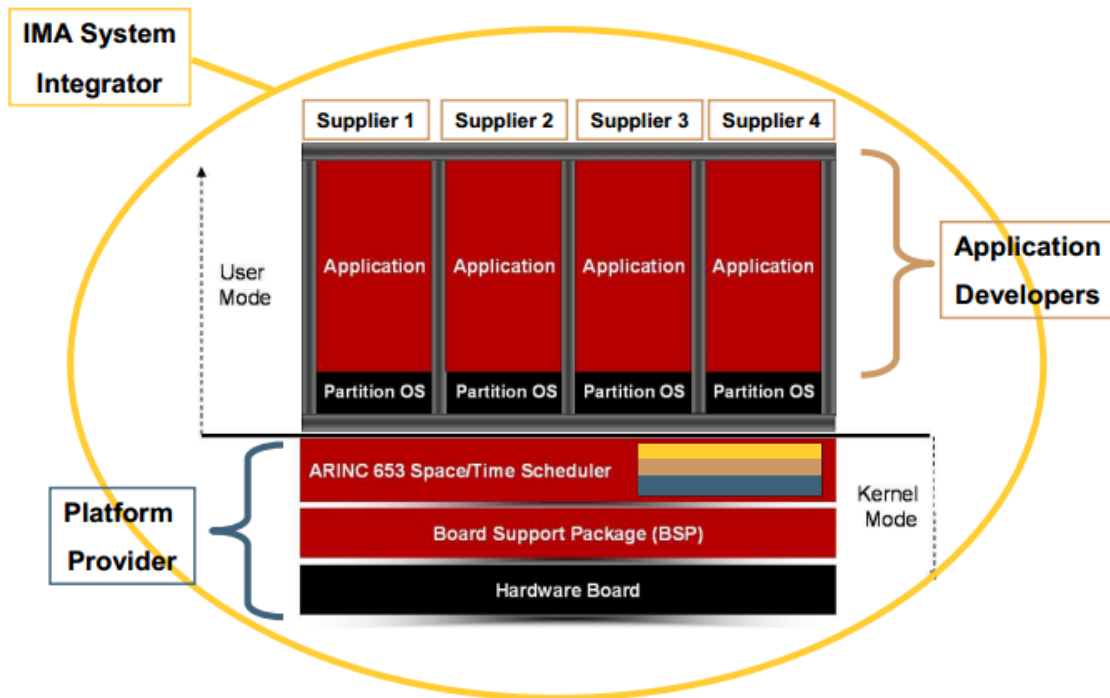 IMA System
Integrator
Supplier 1 Supplier 2 Supplier 3 Supplier 4
User
Mode
Application Application Application Application
Application
Developers
Partition OS Partition OS Partition OS Partition OS
ARINC 653 Space/Time Scheduler
Kernel
Mode
Platform
Provider
Board Support Package (BSP)
Hardware Board